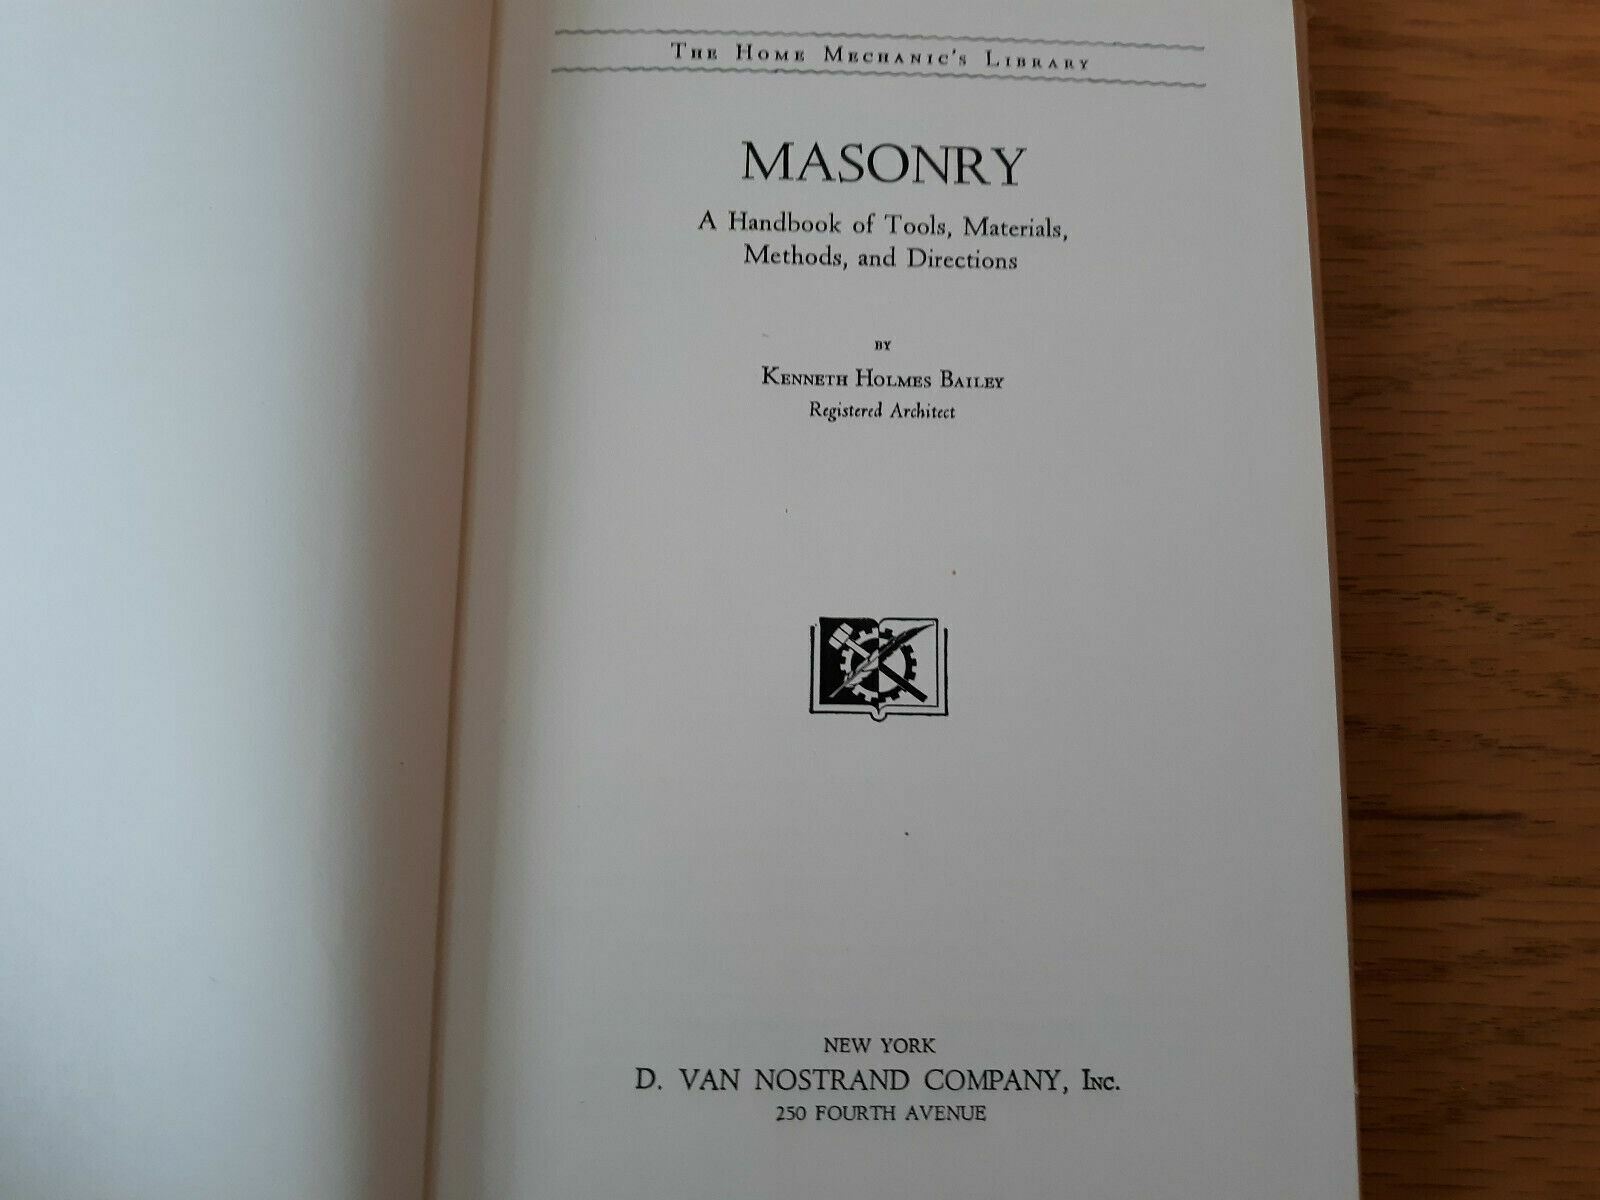 The Home Mechanic's Library
MASONRY
A Handbook of Tools, Materials,
Methods, and Directions
BY
Kenneth Holmes Bailey
Registered Architect
NEW YORK
D. VAN NOSTRAND COMPANY, Inc.
250 FOURTH AVENUE